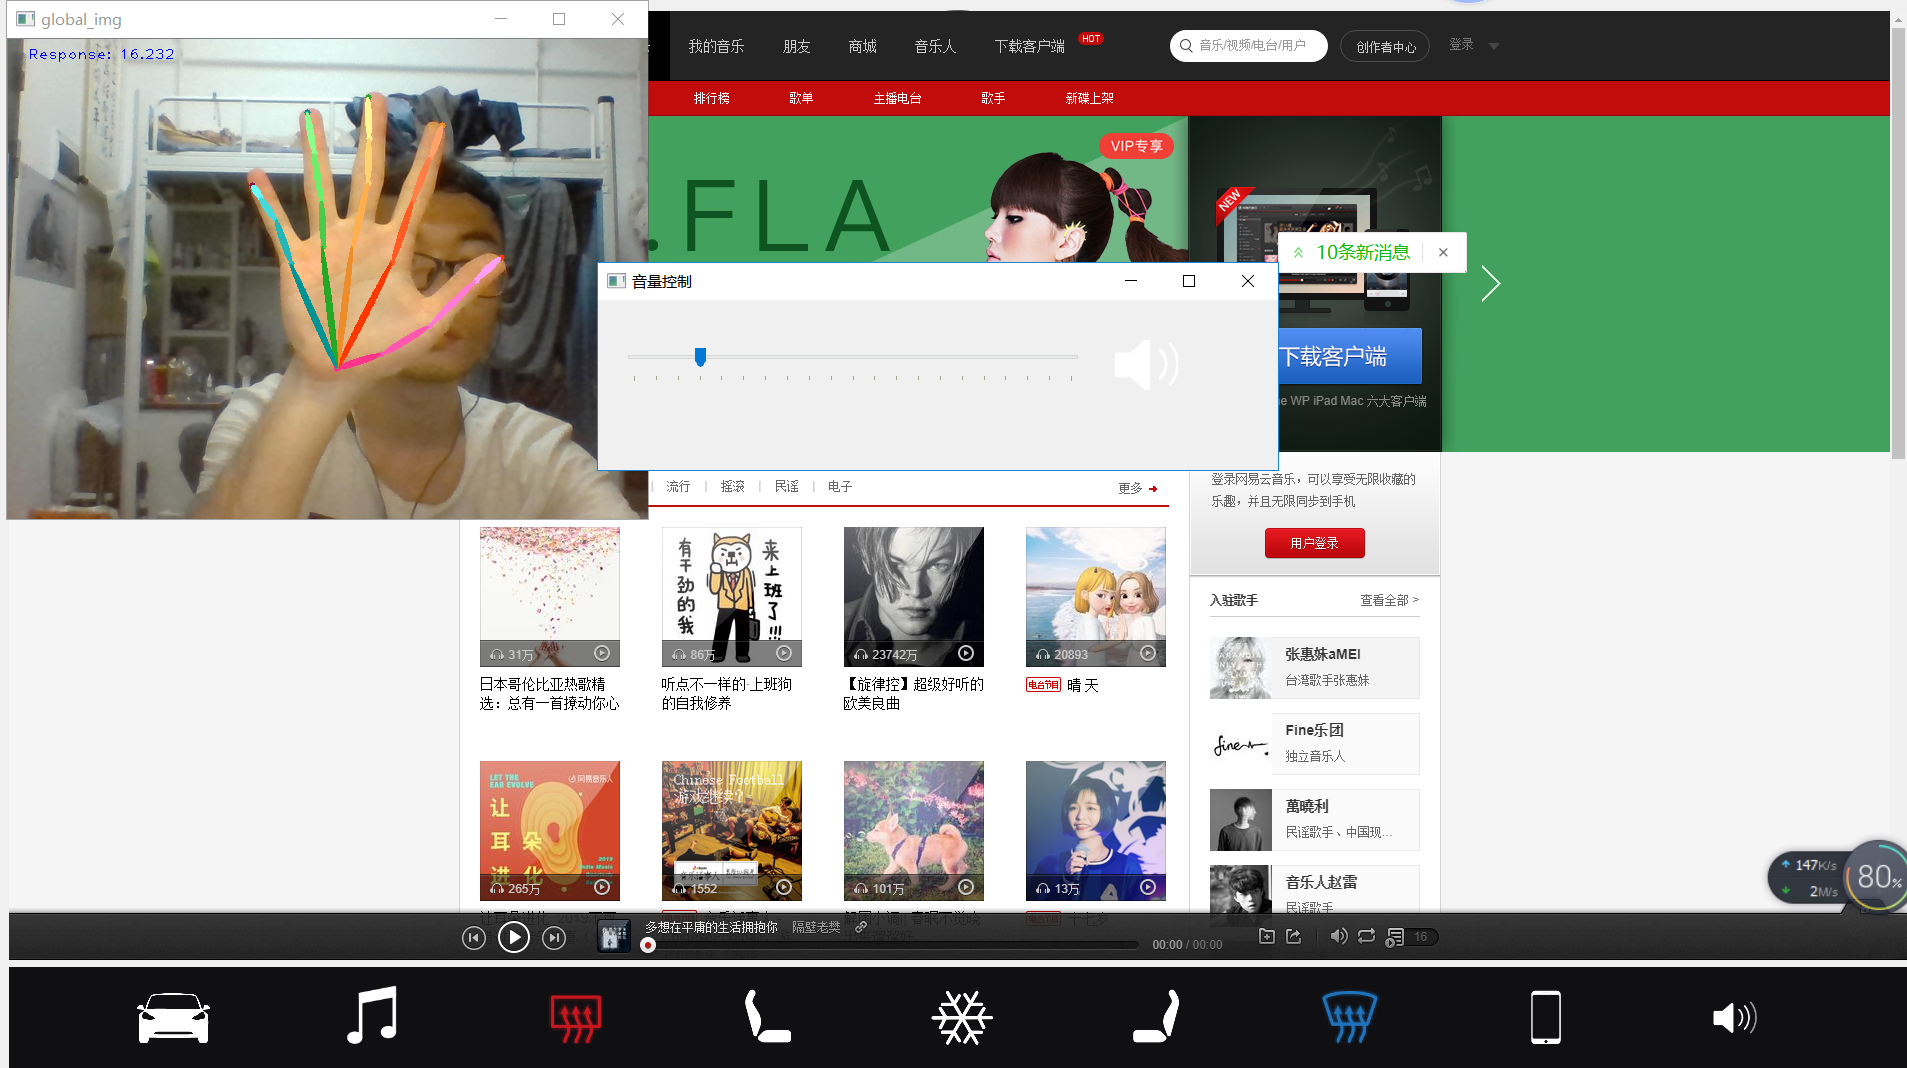 global_img
Response: 16.232
我的音乐
朋友
商城
音乐人
下载客户端
HOT
音乐/视频/电台/用户
创作者中心
登录
排行榜
歌单
主播电台
歌手
新碟上架
VIP专享
.FLA
NEW
10条新消息
音量控制
下载客户端
WP iPad Mac 六大客户端
登录网易云音乐，可以享受无限收藏的
乐趣，并且无限同步到手机
用户登录
流行
摇滚
民谣
电子
更多
有干劲的我
来上班了!!!
31万
86万
23742万
20893
日本哥伦比亚热歌精
选：总有一首撩动你心
听点不一样的·上班狗
的自我修养
【旋律控】超级好听的
欧美良曲
电台节目 晴天
入驻歌手
查看全部 >
张惠妹aMEI
台湾歌手张惠妹
fine
Fine乐团
独立音乐人
萬曉利
民谣歌手、中国现...
音乐人赵雷
民谣歌手
LET THE
EAR EVOLVE
网易音乐人
让
耳朵
进化
2019
Chinese Football
265万
1552
101万
13万
147K/s
2M/s
80%
多想在平庸的生活拥抱你
隔壁老樊
00:00 / 00:00
16